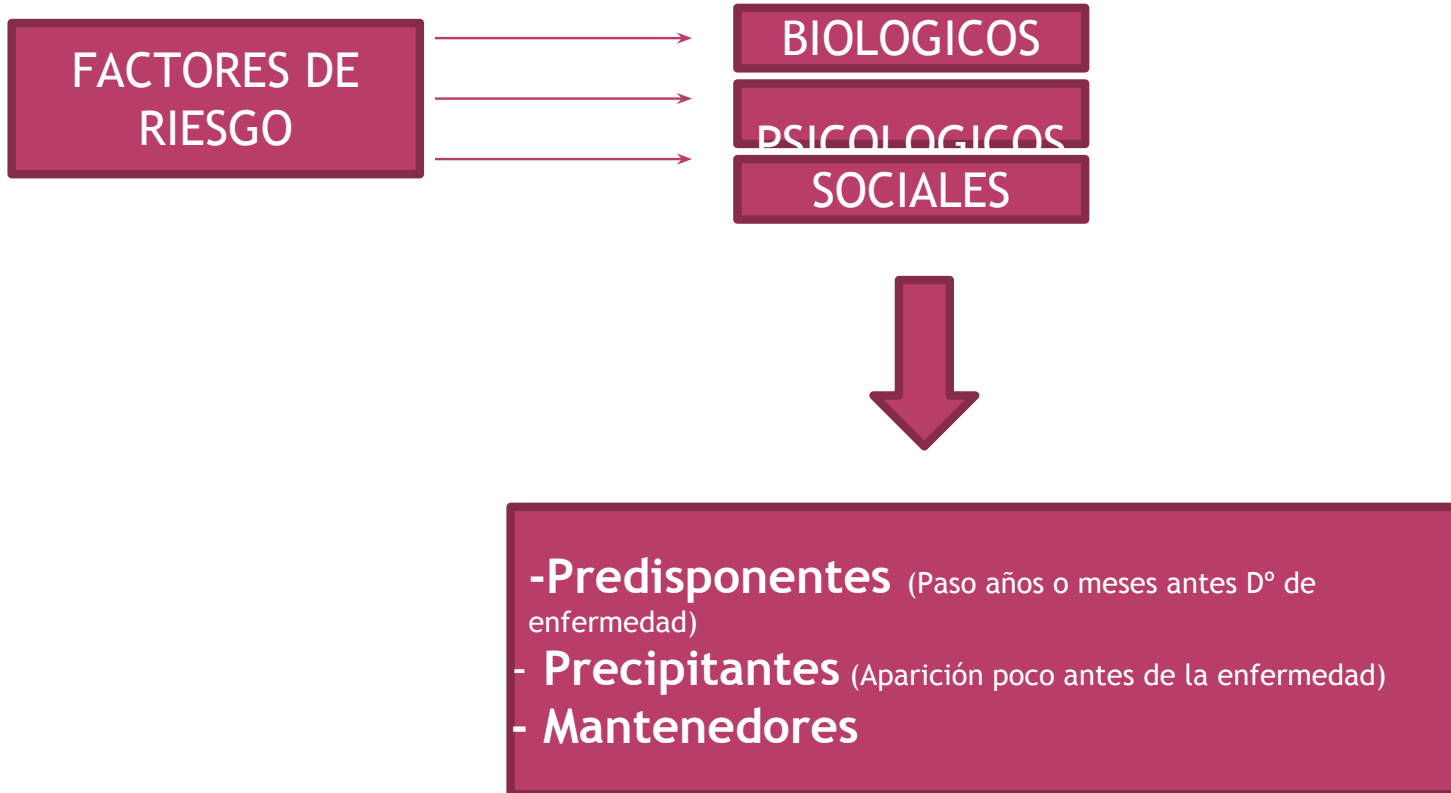 FACTORES DE
RIESGO
BIOLOGICOS
PSICOLOGICOS
SOCIALES
-Predisponentes (Paso años o meses antes Dº de
enfermedad)
- Precipitantes (Aparición poco antes de la enfermedad)
- Mantenedores